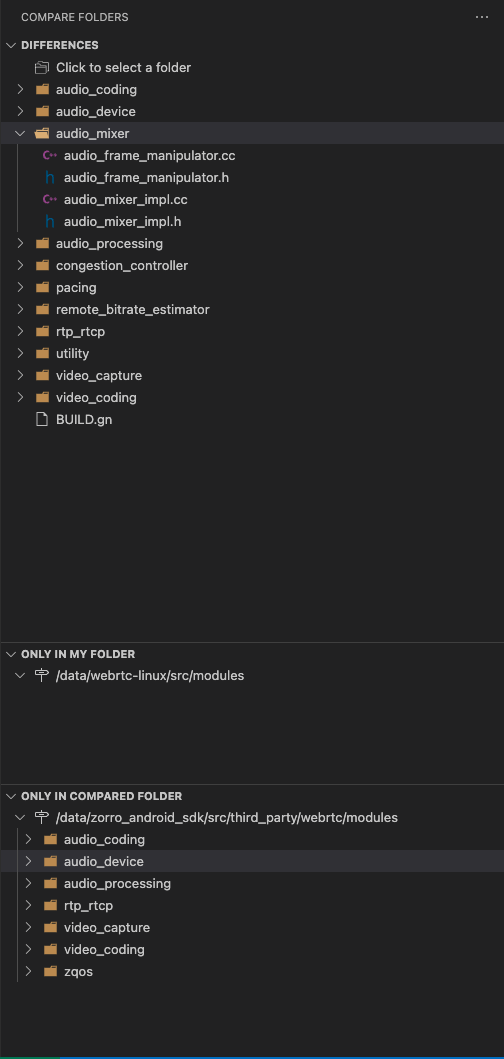 COMPARE FOLDERS
DIFFERENCES
Click to select a folder
audio_coding
audio_device
audio_mixer
C++ audio_frame_manipulator.cc
h audio_frame_manipulator.h
C++ audio_mixer_impl.cc
h audio_mixer_impl.h
audio_processing
congestion_controller
pacing
remote_bitrate_estimator
rtp_rtcp
utility
video_capture
video_coding
BUILD.gn
ONLY IN MY FOLDER
/data/webrtc-linux/src/modules
ONLY IN COMPARED FOLDER
/data/zorro_android_sdk/src/third_party/webrtc/modules
audio_coding
audio_device
audio_processing
rtp_rtcp
video_capture
video_coding
zqos